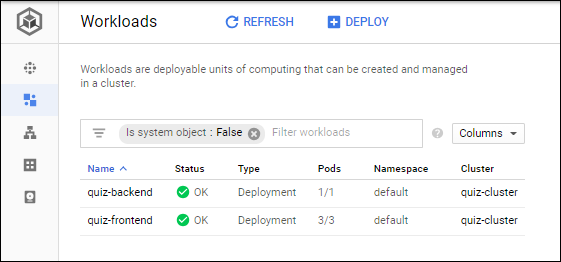 Workloads REFRESH DEPLOY
Workloads are deployable units of computing that can be created and managed
in a cluster.
Is system object : False Filter workloads Columns
Name Status Type Pods Namespace Cluster
quiz-backend OK Deployment 1/1 default quiz-cluster
quiz-frontend OK Deployment 3/3 default quiz-cluster